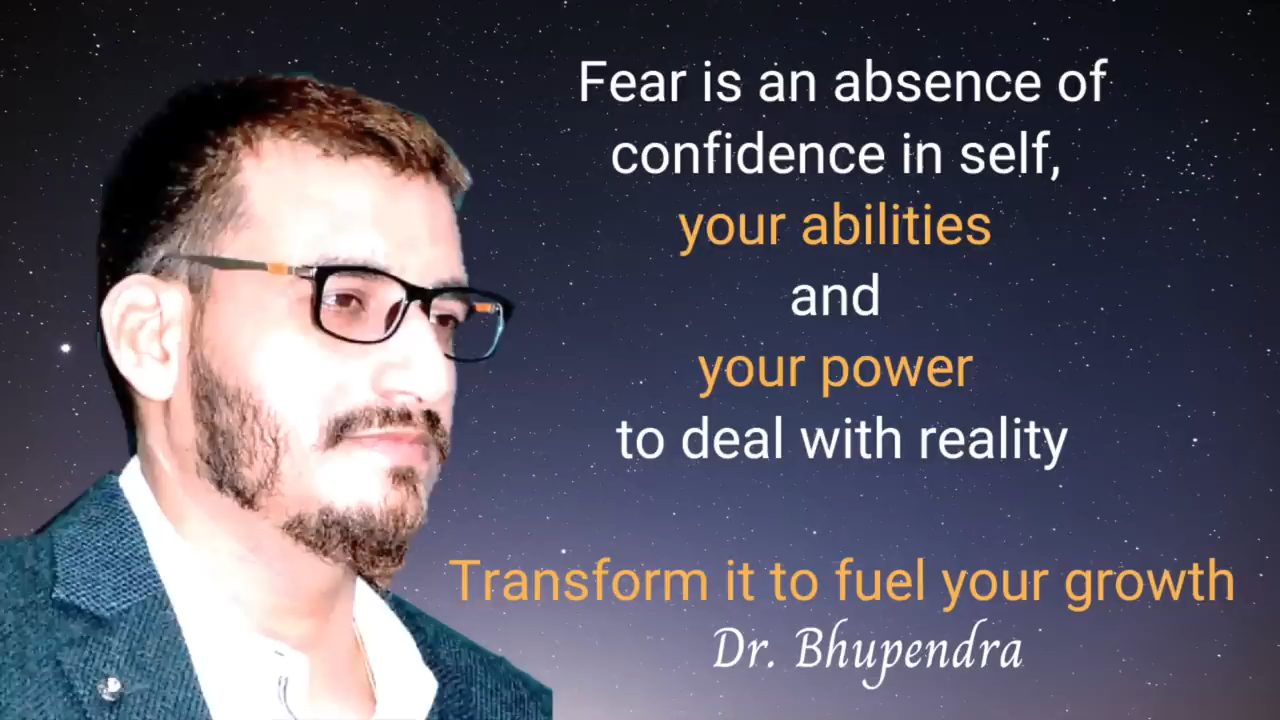 Fear is an absence of
confidence in self,
your abilities
and
your power
to deal with reality
Transform it to fuel your growth
Dr. Bhupendra